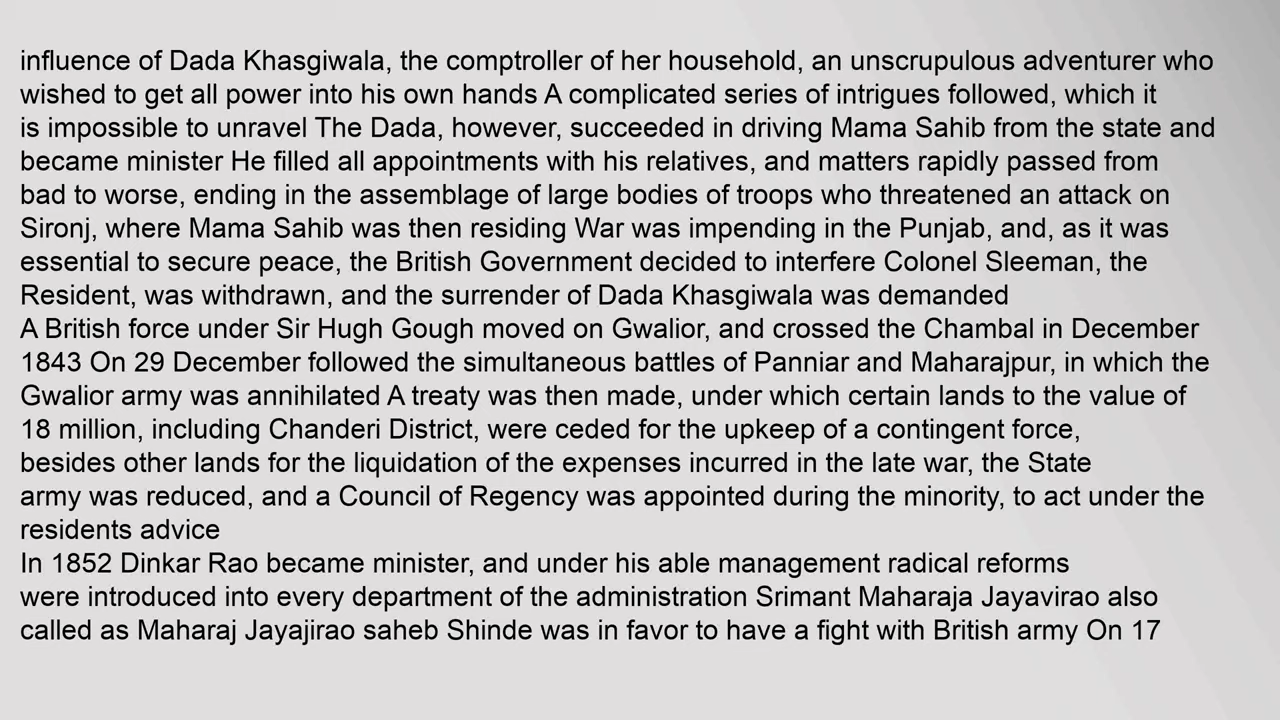 influence of Dada Khasgiwala, the comptroller of her household, an unscrupulous adventurer who
wished to get all power into his own hands A complicated series of intrigues followed, which it
is impossible to unravel The Dada, however, succeeded in driving Mama Sahib from the state and
became minister He filled all appointments with his relatives, and matters rapidly passed from
bad to worse, ending in the assemblage of large bodies of troops who threatened an attack on
Sironj, where Mama Sahib was then residing War was impending in the Punjab, and, as it was
essential to secure peace, the British Government decided to interfere Colonel Sleeman, the
Resident, was withdrawn, and the surrender of Dada Khasgiwala was demanded
A British force under Sir Hugh Gough moved on Gwalior, and crossed the Chambal in December
1843 On 29 December followed the simultaneous battles of Panniar and Maharajpur, in which the
Gwalior army was annihilated A treaty was then made, under which certain lands to the value of
18 million, including Chanderi District, were ceded for the upkeep of a contingent force,
besides other lands for the liquidation of the expenses incurred in the late war, the State
army was reduced, and a Council of Regency was appointed during the minority, to act under the
residents advice
In 1852 Dinkar Rao became minister, and under his able management radical reforms
were introduced into every department of the administration Srimant Maharaja Jayavirao also
called as Maharaj Jayajirao saheb Shinde was in favor to have a fight with British army On 17